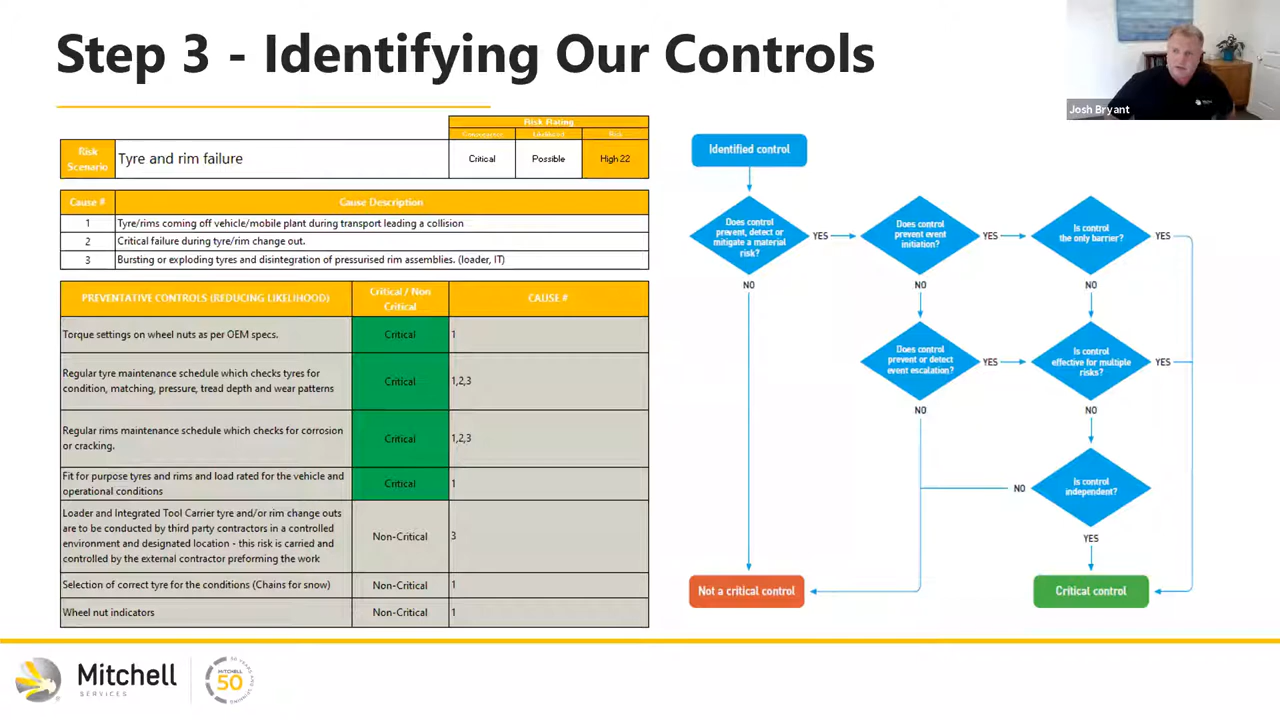 Step 3 - Identifying Our Controls
Josh Bryant
Risk Rating
Likelihood
Risk
Risk
Scenario
Tyre and rim failure
Critical
Possible
High 22
Cause #
Cause Description
1
Tyre/rims coming off vehicle/mobile plant during transport leading a collision
2
Critical failure during tyre/rim change out.
3
Bursting or exploding tyres and disintegration of pressurised rim assemblies. (loader, IT)
PREVENTATIVE CONTROLS (REDUCING LIKELIHOOD)
Critical / Non
Critical
CAUSE #
Torque settings on wheel nuts as per OEM specs.
Critical
1
Regular tyre maintenance schedule which checks tyres for
condition, matching, pressure, tread depth and wear patterns
Critical
1,2,3
Regular rims maintenance schedule which checks for corrosion
or cracking.
Critical
1,2,3
Fit for purpose tyres and rims and load rated for the vehicle and
operational conditions
Critical
1
Loader and Integrated Tool Carrier tyre and/or rim change outs
are to be conducted by third party contractors in a controlled
environment and designated location - this risk is carried and
controlled by the external contractor preforming the work
Non-Critical
3
Selection of correct tyre for the conditions (Chains for snow)
Non-Critical
1
Wheel nut indicators
Non-Critical
1
Identified control
Does control
prevent, detect or
mitigate a material
risk?
YES
Does control
prevent event
initiation?
YES
Is control
the only barrier?
YES
NO
NO
NO
Does control
prevent or detect
event escalation?
YES
Is control
effective for multiple
risks?
YES
NO
NO
NO
Is control
independent?
YES
Not a critical control
Critical control
Mitchell
SERVICES
MITCHELL
50